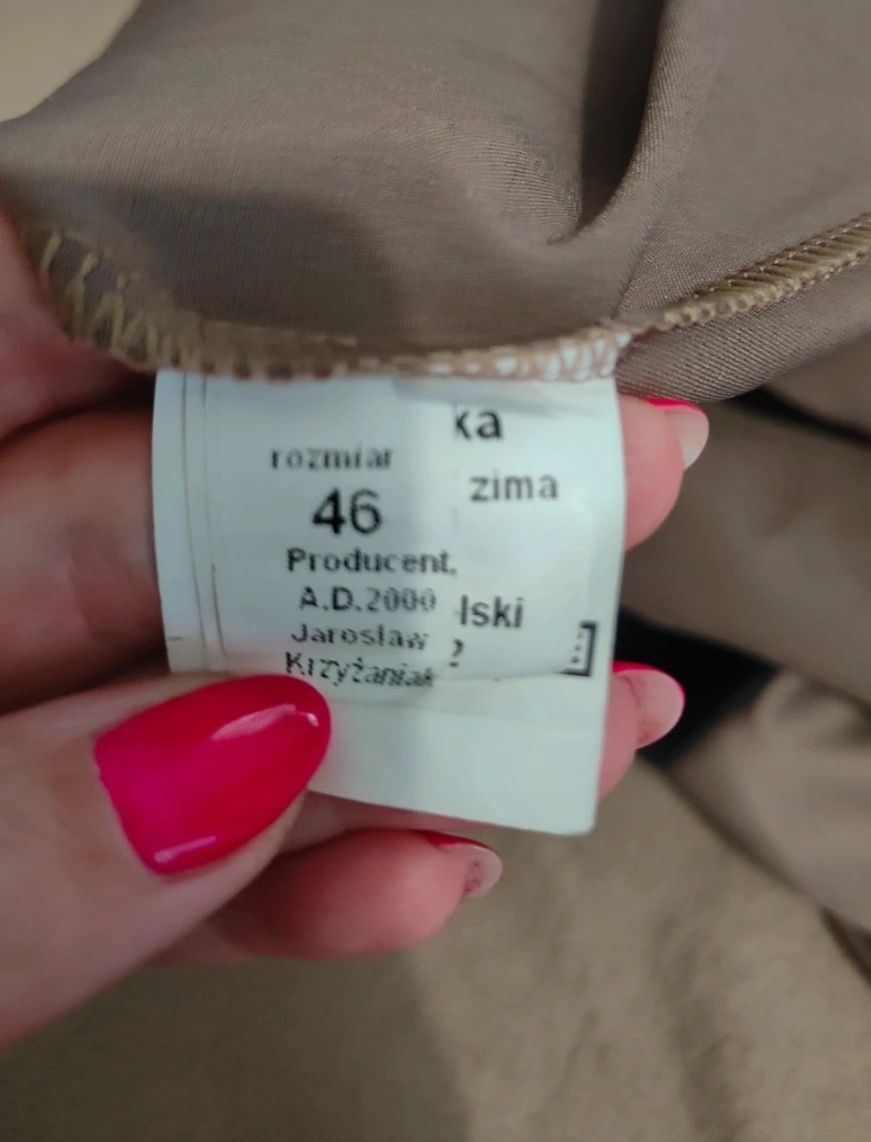 rozmiar
46
Producent.
A.D.2000
Jarosław
Krzyżaniak
ka
zima
lski
?